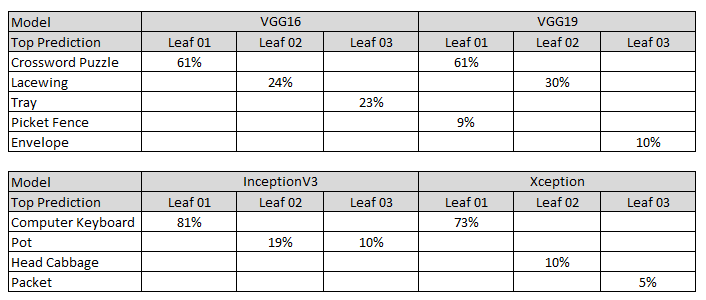 Model VGG16 VGG19
Top Prediction Leaf 01 Leaf 02 Leaf 03 Leaf 01 Leaf 02 Leaf 03
Crossword Puzzle 61% 61%
Lacewing 24% 30%
Tray 23%
Picket Fence 9%
Envelope 10%
Model InceptionV3 Xception
Top Prediction Leaf 01 Leaf 02 Leaf 03 Leaf 01 Leaf 02 Leaf 03
Computer Keyboard 81% 73%
Pot 19% 10%
Head Cabbage 10%
Packet 5%